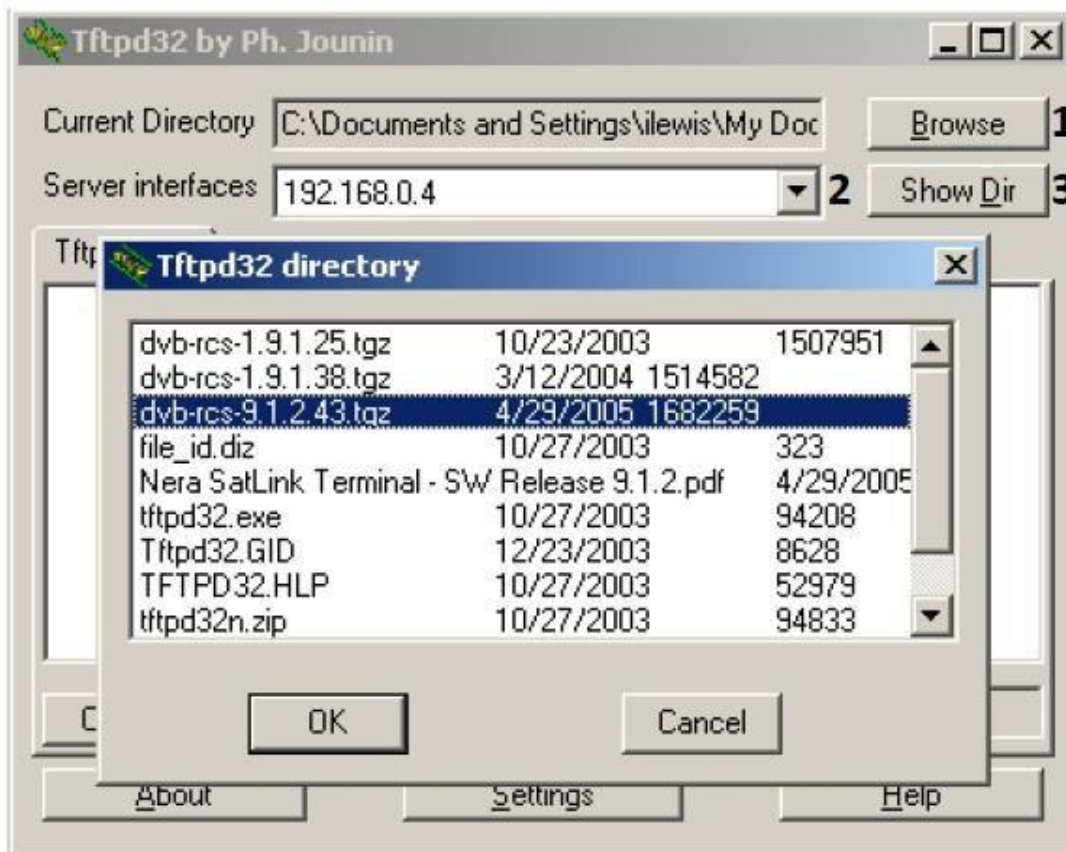 Tftpd32 by Ph. Jounin
Current Directory C:\Documents and Settings\ilewis\My Doc Browse 1
Server interfaces 192.168.0.4 2 Show Dir 3
Tftp
Tftpd32 directory
dvb-rcs-1.9.1.25.tgz 10/23/2003 1507951
dvb-rcs-1.9.1.38.tgz 3/12/2004 1514582
dvb-rcs-9.1.2.43.tgz 4/29/2005 1682259
file_id.diz 10/27/2003 323
Nera SatLink Terminal - SW Release 9.1.2.pdf 4/29/2005
tftpd32.exe 10/27/2003 94208
Tftpd32.GID 12/23/2003 8628
TFTPD32.HLP 10/27/2003 52979
tftpd32n.zip 10/27/2003 94833
C OK Cancel
About Settings Help